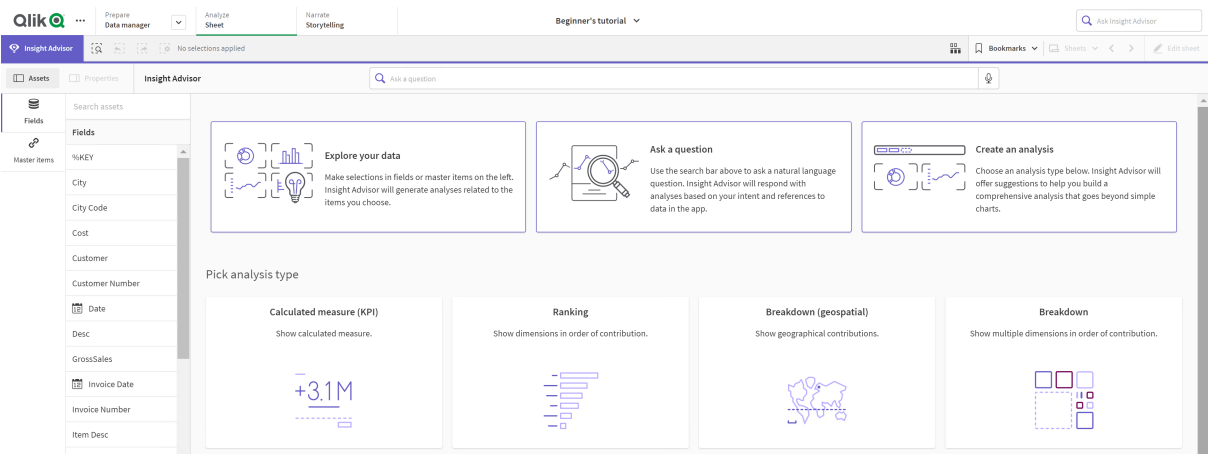 Qlik
Prepare
Data manager
Analyze
Sheet
Narrate
Storytelling
Beginner's tutorial
Ask Insight Advisor
Insight Advisor
No selections applied
Bookmarks
Sheets
Edit sheet
Assets
Properties
Insight Advisor
Ask a question
Fields
Master items
Search assets
Fields
%KEY
City
City Code
Cost
Customer
Customer Number
Date
Desc
GrossSales
Invoice Date
Invoice Number
Item Desc
Explore your data
Make selections in fields or master items on the left.
Insight Advisor will generate analyses related to the
items you choose.
Ask a question
Use the search bar above to ask a natural language
question. Insight Advisor will respond with
analyses based on your intent and references to
data in the app.
Create an analysis
Choose an analysis type below. Insight Advisor will
offer suggestions to help you build a
comprehensive analysis that goes beyond simple
charts.
Pick analysis type
Calculated measure (KPI)
Show calculated measure.
+3.1M
Ranking
Show dimensions in order of contribution.
Breakdown (geospatial)
Show geographical contributions.
Breakdown
Show multiple dimensions in order of contribution.